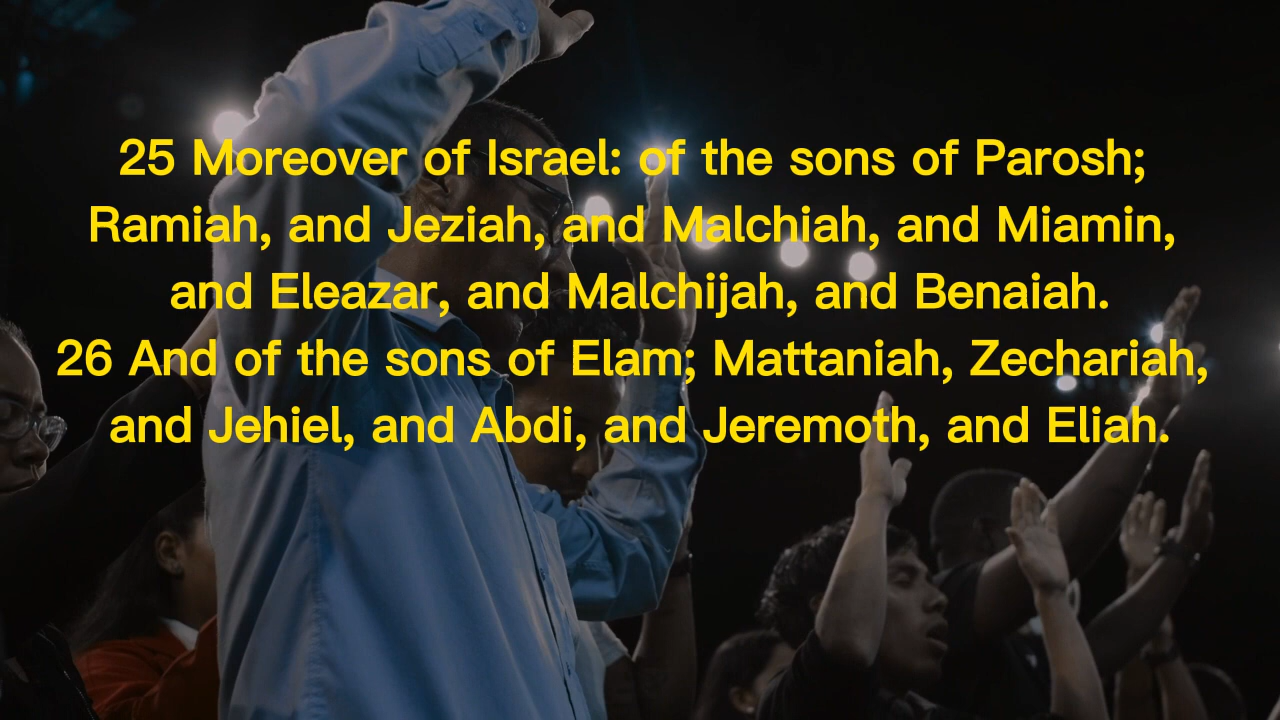 25 Moreover of Israel: of the sons of Parosh;
Ramiah, and Jeziah, and Malchiah, and Miamin,
and Eleazar, and Malchijah, and Benaiah.
26 And of the sons of Elam; Mattaniah, Zechariah,
and Jehiel, and Abdi, and Jeremoth, and Eliah.